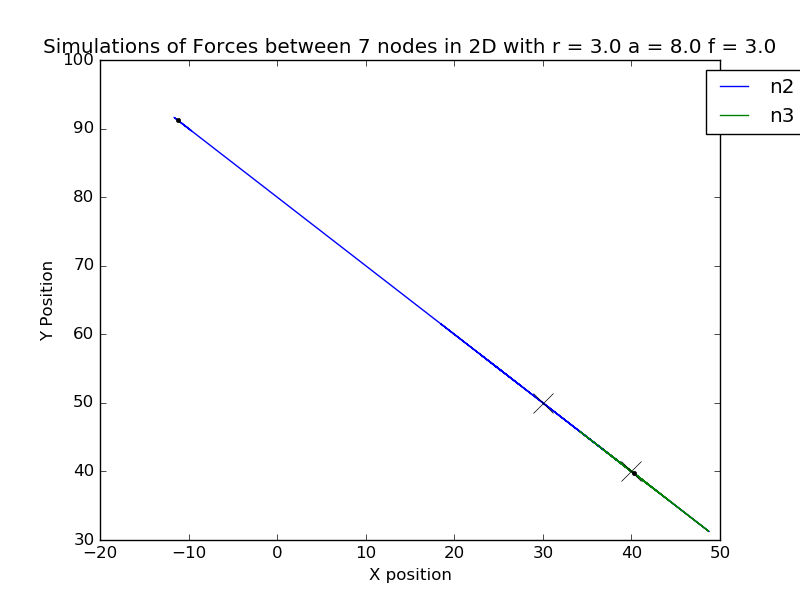 Simulations of Forces between 7 nodes in 2D with r = 3.0 a = 8.0 f = 3.0
100
90
80
70
60
50
40
30
Y Position
n2
n3
−20 −10 0 10 20 30 40 50
X position